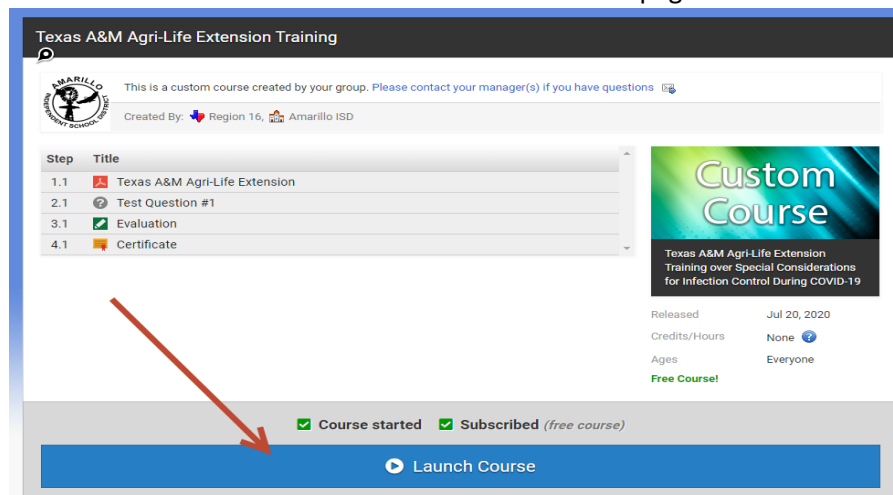 pag
Texas A&M Agri-Life Extension Training
AMARILLO
INDEPENDENT SCHOOL DISTRICT
This is a custom course created by your group. Please contact your manager(s) if you have questions
Created By: Region 16, Amarillo ISD
Step Title
1.1 Texas A&M Agri-Life Extension
2.1 Test Question #1
3.1 Evaluation
4.1 Certificate
Custom
Course
Texas A&M Agri-Life Extension
Training over Special Considerations
for Infection Control During COVID-19
Released Jul 20, 2020
Credits/Hours None
Ages Everyone
Free Course!
Course started Subscribed (free course)
Launch Course